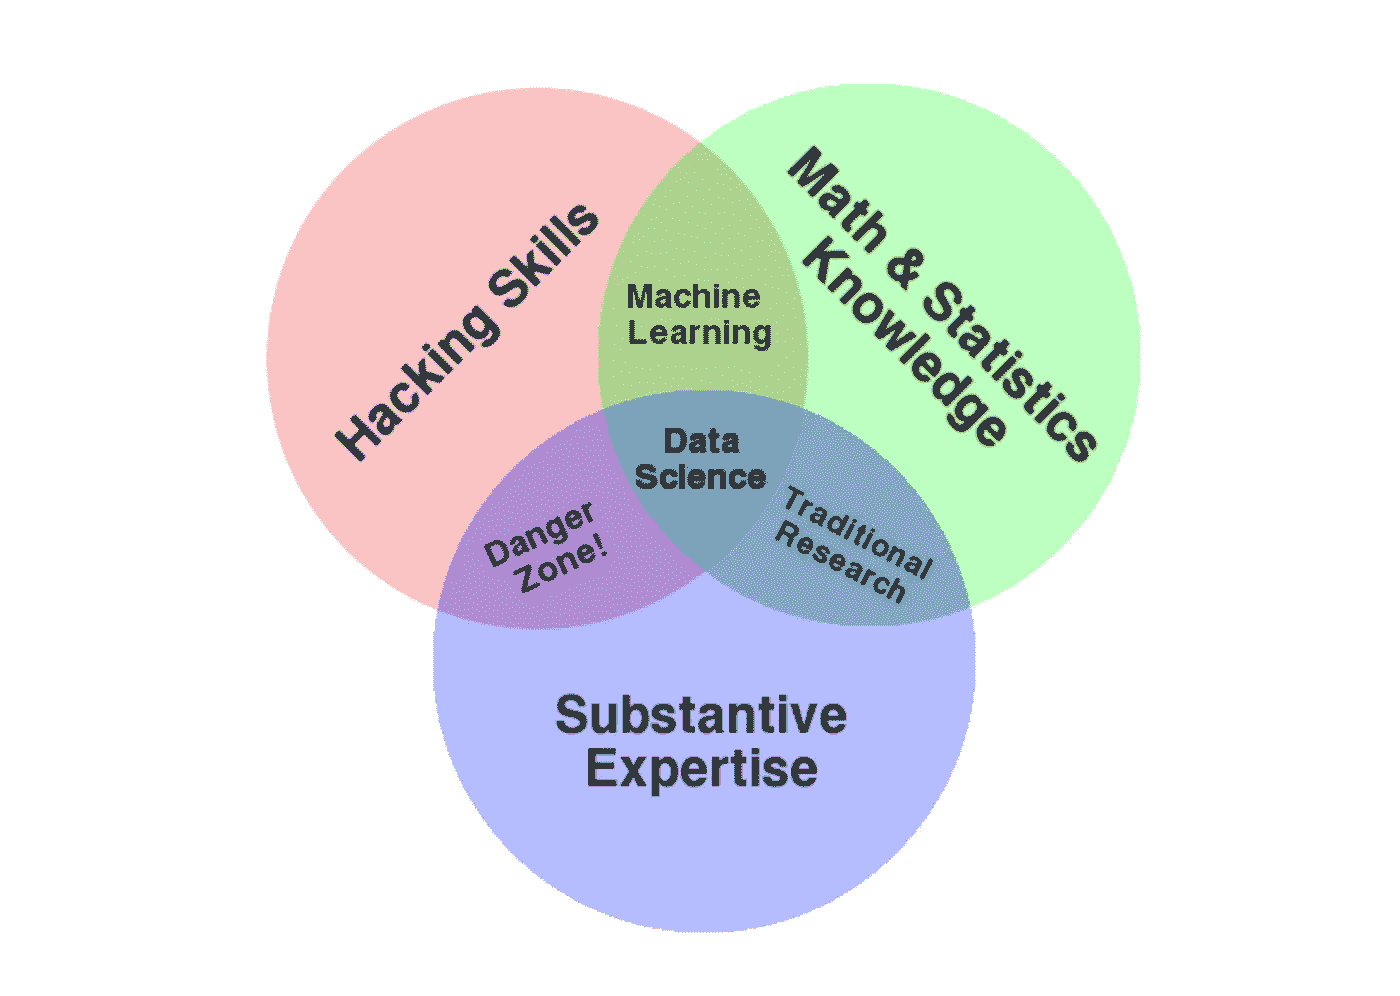 Hacking Skills
Math & Statistics
Knowledge
Machine
Learning
Data
Science
Danger
Zone!
Traditional
Research
Substantive
Expertise